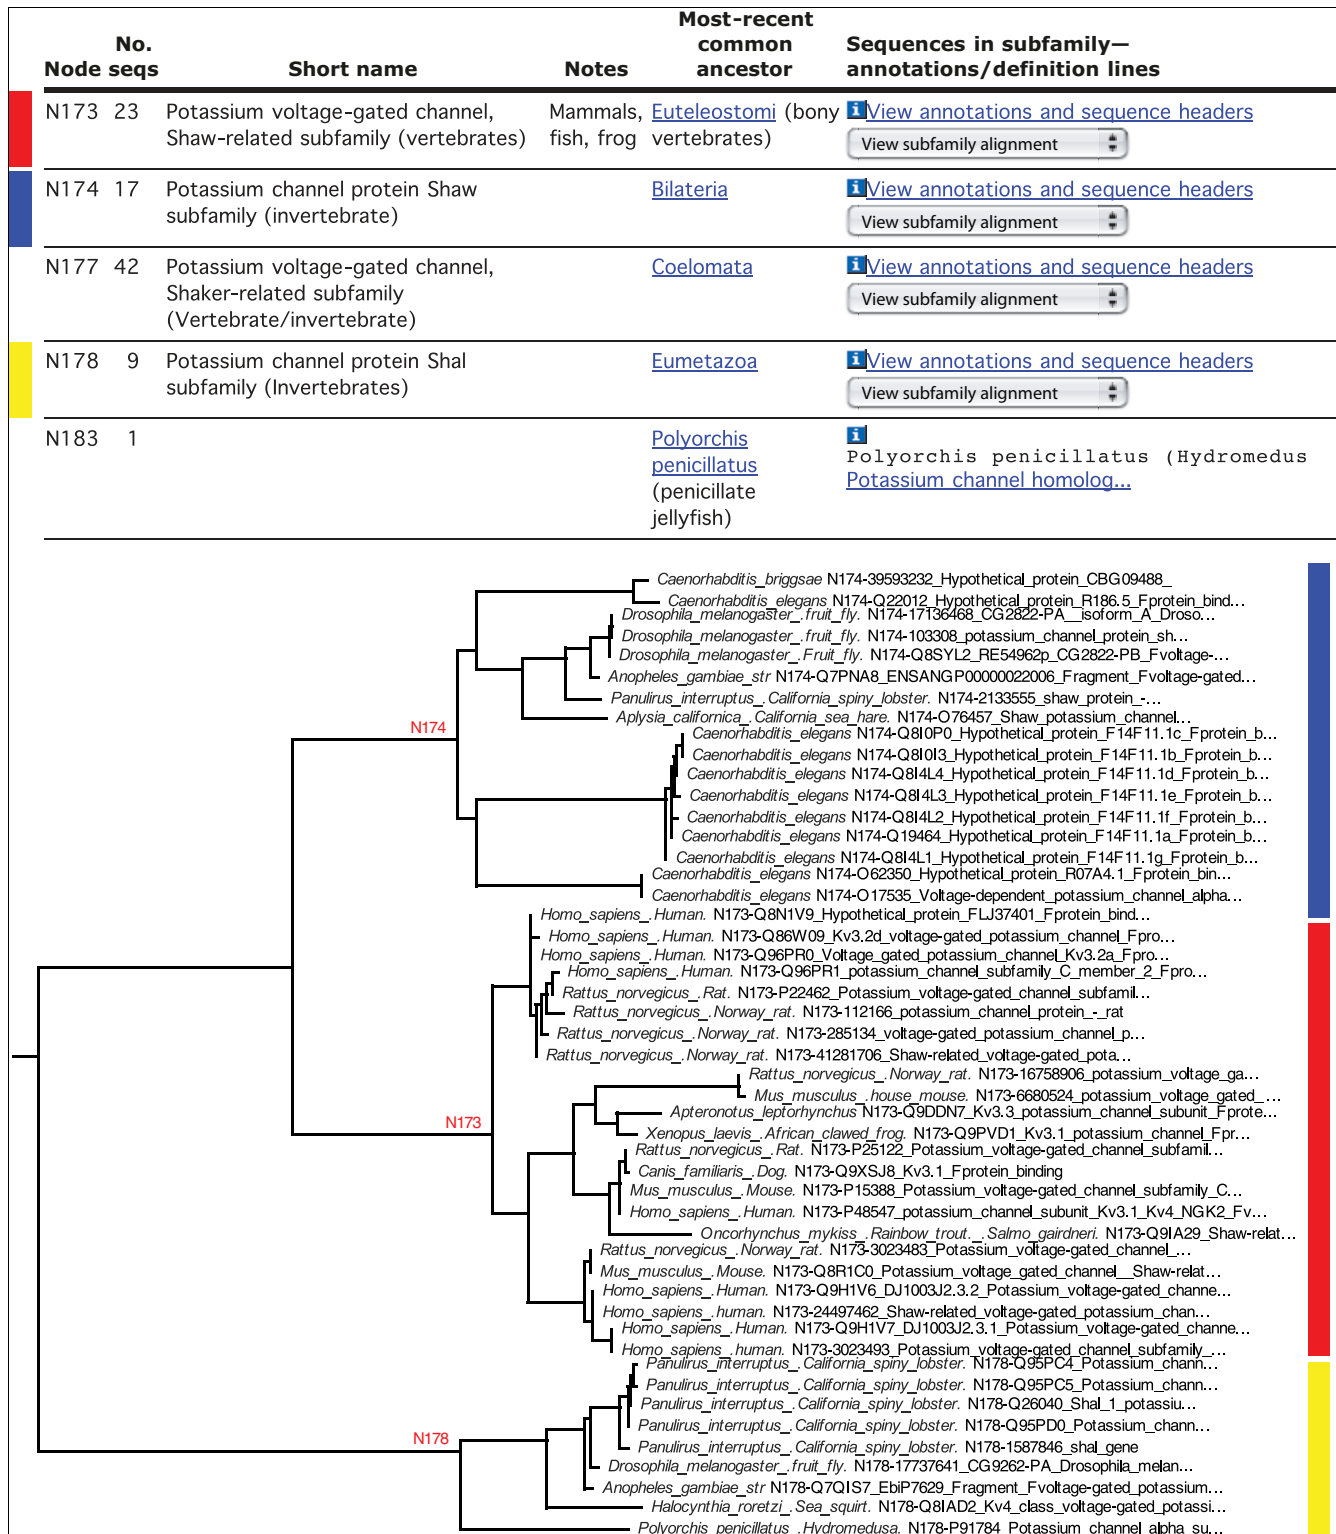 Node
No. seqs
Short name
Notes
Most-recent common ancestor
Sequences in subfamily—annotations/definition lines
N173 23 Potassium voltage-gated channel, Mammals, Euteleostomi (bony View annotations and sequence headers
Shaw-related subfamily (vertebrates) fish, frog vertebrates) View subfamily alignment
N174 17 Potassium channel protein Shaw Bilateria View annotations and sequence headers
subfamily (invertebrate) View subfamily alignment
N177 42 Potassium voltage-gated channel, Coelomata View annotations and sequence headers
Shaker-related subfamily View subfamily alignment
(Vertebrate/invertebrate)
N178 9 Potassium channel protein Shal Eumetazoa View annotations and sequence headers
subfamily (Invertebrates) View subfamily alignment
N183 1 Polyorchis
penicillatus Polyorchis penicillatus (Hydromedus
(penicillate Potassium channel homolog...
jellyfish)
Caenorhabditis_briggsae N174-39593232_Hypothetical_protein_CBG09488_
Caenorhabditis_elegans N174-Q22012_Hypothetical_protein_R186.5_Fprotein_bind...
Drosophila_melanogaster_.fruit_fly. N174-17136468_CG2822-PA__isoform_A_Droso...
Drosophila_melanogaster_.fruit_fly. N174-103308_potassium_channel_protein_sh...
Drosophila_melanogaster_.Fruit_fly. N174-Q8SYL2_RE54962p_CG2822-PB_Fvoltage-...
Anopheles_gambiae_str N174-Q7PNA8_ENSANGP00000022006_Fragment_Fvoltage-gated...
Panulirus_interruptus_.California_spiny_lobster. N174-2133555_shaw_protein_-...
Aplysia_californica_.California_sea_hare. N174-O76457_Shaw_potassium_channel...
N174
Caenorhabditis_elegans N174-Q8I0P0_Hypothetical_protein_F14F11.1c_Fprotein_b...
Caenorhabditis_elegans N174-Q8I0I3_Hypothetical_protein_F14F11.1b_Fprotein_b...
Caenorhabditis_elegans N174-Q8I4L4_Hypothetical_protein_F14F11.1d_Fprotein_b...
Caenorhabditis_elegans N174-Q8I4L3_Hypothetical_protein_F14F11.1e_Fprotein_b...
Caenorhabditis_elegans N174-Q8I4L2_Hypothetical_protein_F14F11.1f_Fprotein_b...
Caenorhabditis_elegans N174-Q19464_Hypothetical_protein_F14F11.1a_Fprotein_b...
Caenorhabditis_elegans N174-Q8I4L1_Hypothetical_protein_F14F11.1g_Fprotein_b...
Caenorhabditis_elegans N174-O62350_Hypothetical_protein_R07A4.1_Fprotein_bin...
Caenorhabditis_elegans N174-O17535_Voltage-dependent_potassium_channel_alpha...
Homo_sapiens_.Human. N173-Q8N1V9_Hypothetical_protein_FLJ37401_Fprotein_bind...
Homo_sapiens_.Human. N173-Q86W09_Kv3.2d_voltage-gated_potassium_channel_Fpro...
Homo_sapiens_.Human. N173-Q96PR0_Voltage_gated_potassium_channel_Kv3.2a_Fpro...
Homo_sapiens_.Human. N173-Q96PR1_potassium_channel_subfamily_C_member_2_Fpro...
Rattus_norvegicus_.Rat. N173-P22462_Potassium_voltage-gated_channel_subfamil...
Rattus_norvegicus_.Norway_rat. N173-112166_potassium_channel_protein_-_rat
Rattus_norvegicus_.Norway_rat. N173-285134_voltage-gated_potassium_channel_p...
Rattus_norvegicus_.Norway_rat. N173-41281706_Shaw-related_voltage-gated_pota...
Rattus_norvegicus_.Norway_rat. N173-16758906_potassium_voltage_ga...
Mus_musculus_.house_mouse. N173-6680524_potassium_voltage_gated_...
Apteronotus_leptorhynchus N173-Q9DDN7_Kv3.3_potassium_channel_subunit_Fprote...
N173
Xenopus_laevis_.African_clawed_frog. N173-Q9PVD1_Kv3.1_potassium_channel_Fpr...
Rattus_norvegicus_.Rat. N173-P25122_Potassium_voltage-gated_channel_subfamil...
Canis_familiaris_.Dog. N173-Q9XSJ8_Kv3.1_Fprotein_binding
Mus_musculus_.Mouse. N173-P15388_Potassium_voltage-gated_channel_subfamily_C...
Homo_sapiens_.Human. N173-P48547_potassium_channel_subunit_Kv3.1_Kv4_NGK2_Fv...
Oncorhynchus_mykiss_.Rainbow_trout._.Salmo_gairdneri. N173-Q9IA29_Shaw-relat...
Rattus_norvegicus_.Norway_rat. N173-3023483_Potassium_voltage-gated_channel_...
Mus_musculus_.Mouse. N173-Q8R1C0_Potassium_voltage_gated_channel__Shaw-relat...
Homo_sapiens_.Human. N173-Q9H1V6_DJ1003J2.3.2_Potassium_voltage-gated_channe...
Homo_sapiens_.human. N173-24497462_Shaw-related_voltage-gated_potassium_chan...
Homo_sapiens_.Human. N173-Q9H1V7_DJ1003J2.3.1_Potassium_voltage-gated_channe...
Homo_sapiens_.human. N173-3023493_Potassium_voltage-gated_channel_subfamily_...
Panulirus_interruptus_.California_spiny_lobster. N178-Q95PC4_Potassium_chann...
Panulirus_interruptus_.California_spiny_lobster. N178-Q95PC5_Potassium_chann...
Panulirus_interruptus_.California_spiny_lobster. N178-Q26040_Shal_1_potassiu...
Panulirus_interruptus_.California_spiny_lobster. N178-Q95PD0_Potassium_chann...
N178
Panulirus_interruptus_.California_spiny_lobster. N178-1587846_shal_gene
Drosophila_melanogaster_.fruit_fly. N178-17737641_CG9262-PA_Drosophila_melan...
Anopheles_gambiae_str N178-Q7QIS7_EbiP7629_Fragment_Fvoltage-gated_potassium...
Halocynthia_roretzi_.Sea_squirt. N178-Q8IAD2_Kv4_class_voltage-gated_potassi...
Polyorchis_penicillatus_.Hydromedusa. N178-P91784_Potassium_channel_alpha_su...